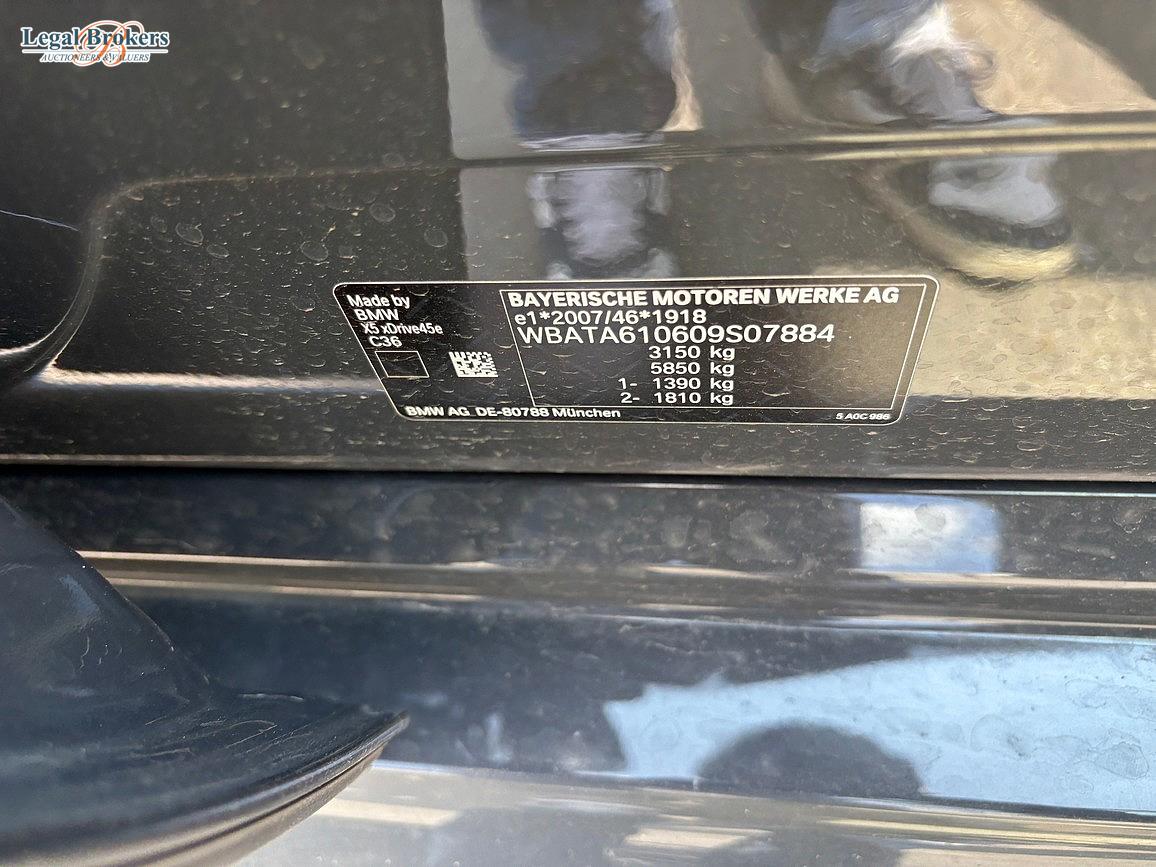 Legal Brokers
AUCTIONEERS & VALUERS
Made by
BMW
X5 xDrive45e
C36
BAYERISCHE MOTOREN WERKE AG
e1*2007/46*1918
WBATA610609S07884
3150 kg
5850 kg
1- 1390 kg
2- 1810 kg
BMW AG DE-80788 München
5 A0C 986